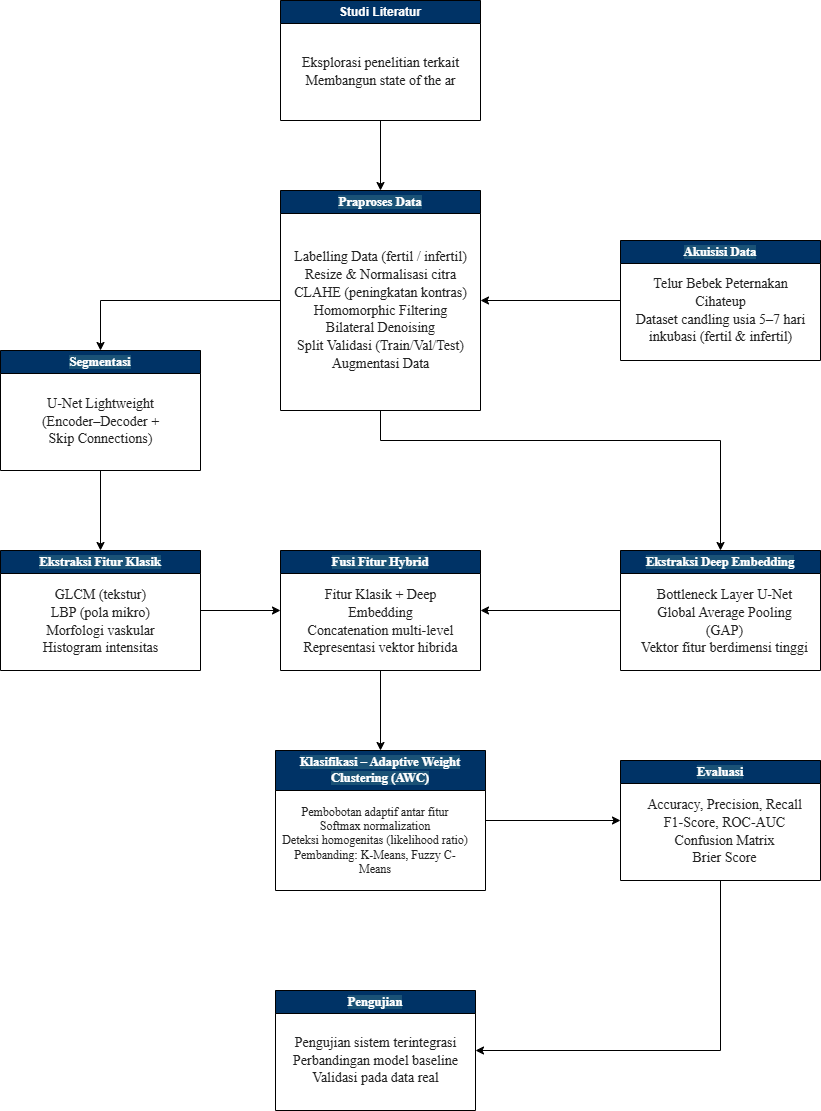 Studi Literatur
Eksplorasi penelitian terkait
Membangun state of the ar
Praproses Data
Labelling Data (fertil / infertil)
Resize & Normalisasi citra
CLAHE (peningkatan kontras)
Homomorphic Filtering
Bilateral Denoising
Split Validasi (Train/Val/Test)
Augmentasi Data
Akuisisi Data
Telur Bebek Peternakan
Cihateup
Dataset candling usia 5–7 hari
inkubasi (fertil & infertil)
Segmentasi
U-Net Lightweight
(Encoder–Decoder +
Skip Connections)
Ekstraksi Fitur Klasik
GLCM (tekstur)
LBP (pola mikro)
Morfologi vaskular
Histogram intensitas
Fusi Fitur Hybrid
Fitur Klasik + Deep
Embedding
Concatenation multi-level
Representasi vektor hibrida
Ekstraksi Deep Embedding
Bottleneck Layer U-Net
Global Average Pooling
(GAP)
Vektor fitur berdimensi tinggi
Klasifikasi – Adaptive Weight
Clustering (AWC)
Pembobotan adaptif antar fitur
Softmax normalization
Deteksi homogenitas (likelihood ratio)
Pembanding: K-Means, Fuzzy C-
Means
Evaluasi
Accuracy, Precision, Recall
F1-Score, ROC-AUC
Confusion Matrix
Brier Score
Pengujian
Pengujian sistem terintegrasi
Perbandingan model baseline
Validasi pada data real